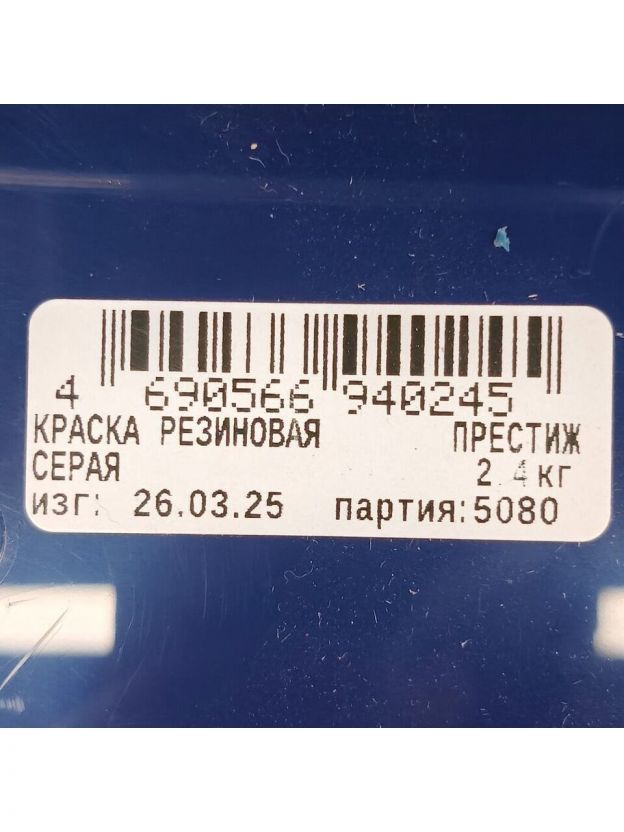 4 690566 940245
КРАСКА РЕЗИНОВАЯ ПРЕСТИЖ
СЕРАЯ 2.4кг
изг: 26.03.25 партия:5080